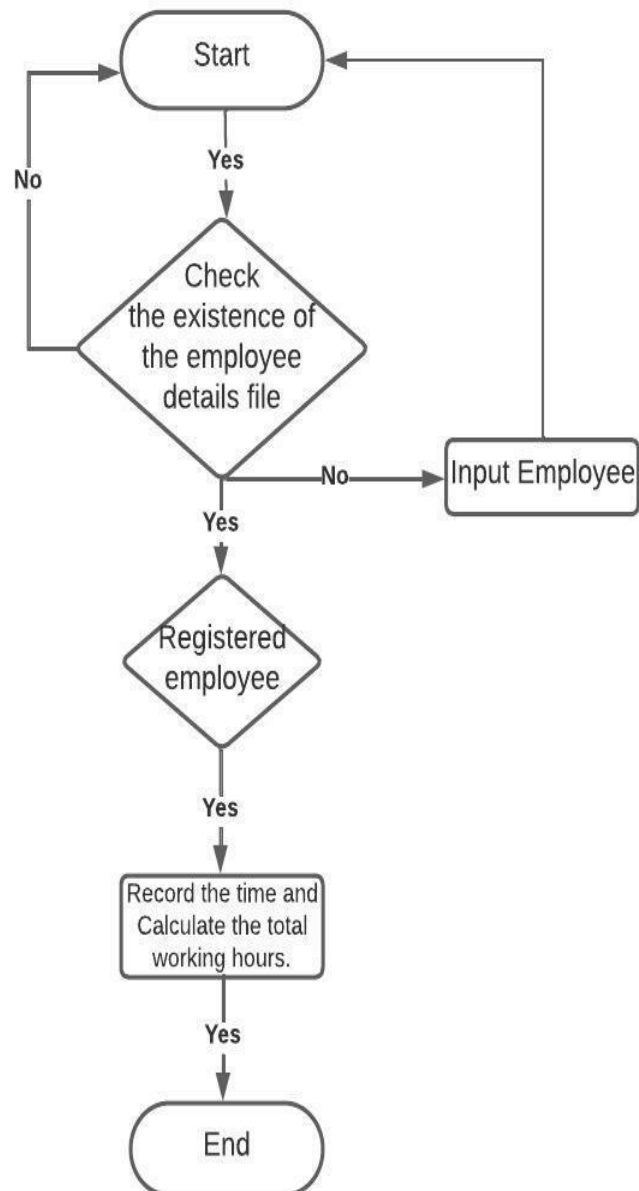 Start
Yes
No
Check
the existence of
the employee
details file
No
Input Employee
Yes
Registered
employee
Yes
Record the time and
Calculate the total
working hours.
Yes
End